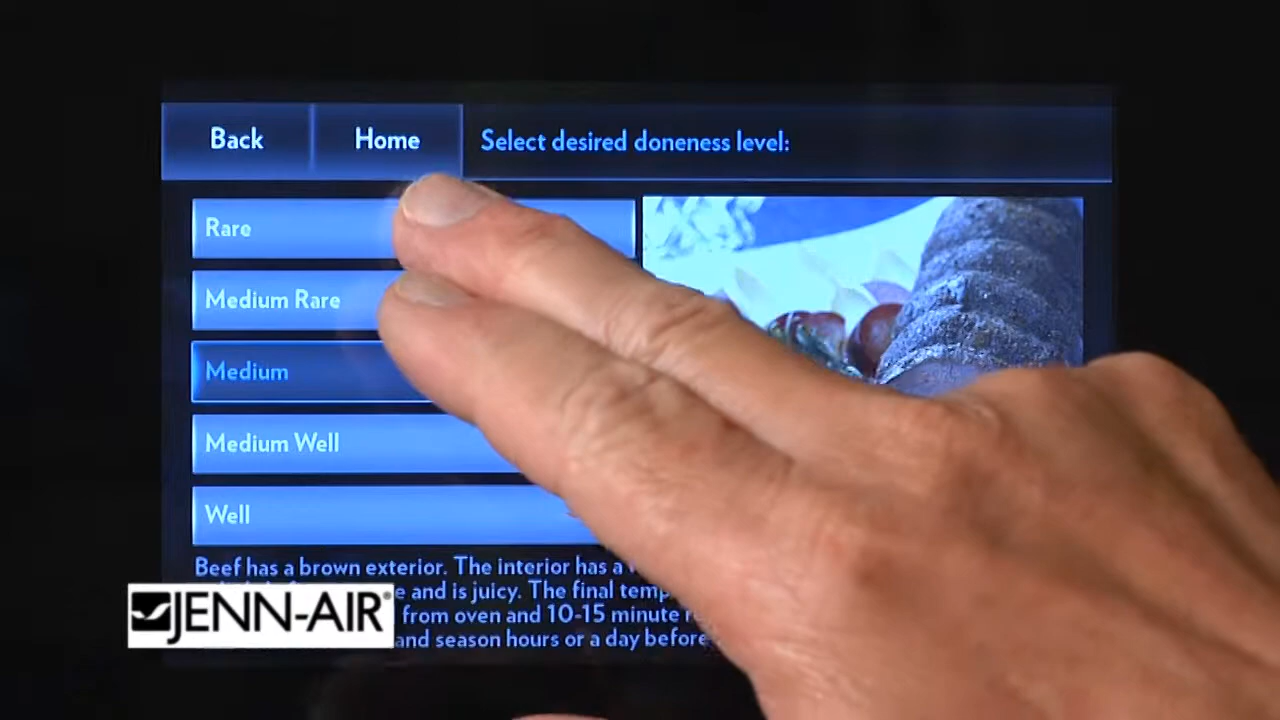 Back
Home
Select desired doneness level:
Rare
Medium Rare
Medium
Medium Well
Well
Beef has a brown exterior. The interior has a
e and is juicy. The final temp
JENN-AIR®
from oven and 10-15 minute
and season hours or a day before